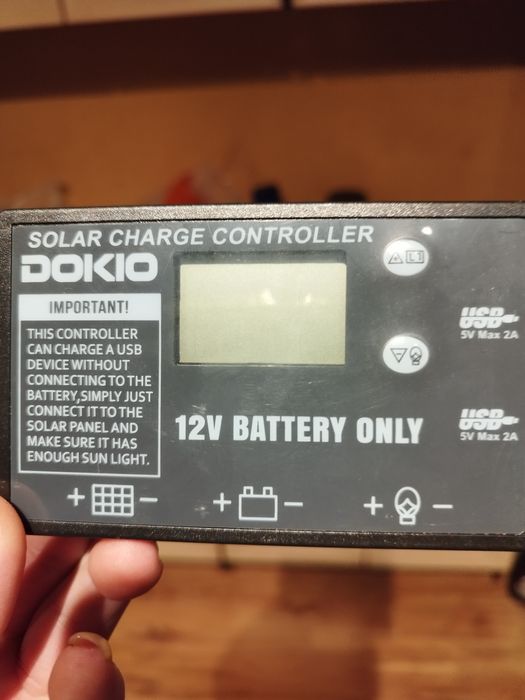 SOLAR CHARGE CONTROLLER
DOKIO
IMPORTANT!
THIS CONTROLLER
CAN CHARGE A USB
DEVICE WITHOUT
CONNECTING TO THE
BATTERY,SIMPLY JUST
CONNECT IT TO THE
SOLAR PANEL AND
MAKE SURE IT HAS
ENOUGH SUN LIGHT.
L1
USB
5V Max 2A
USB
5V Max 2A
12V BATTERY ONLY
+ −
+ −
+ −